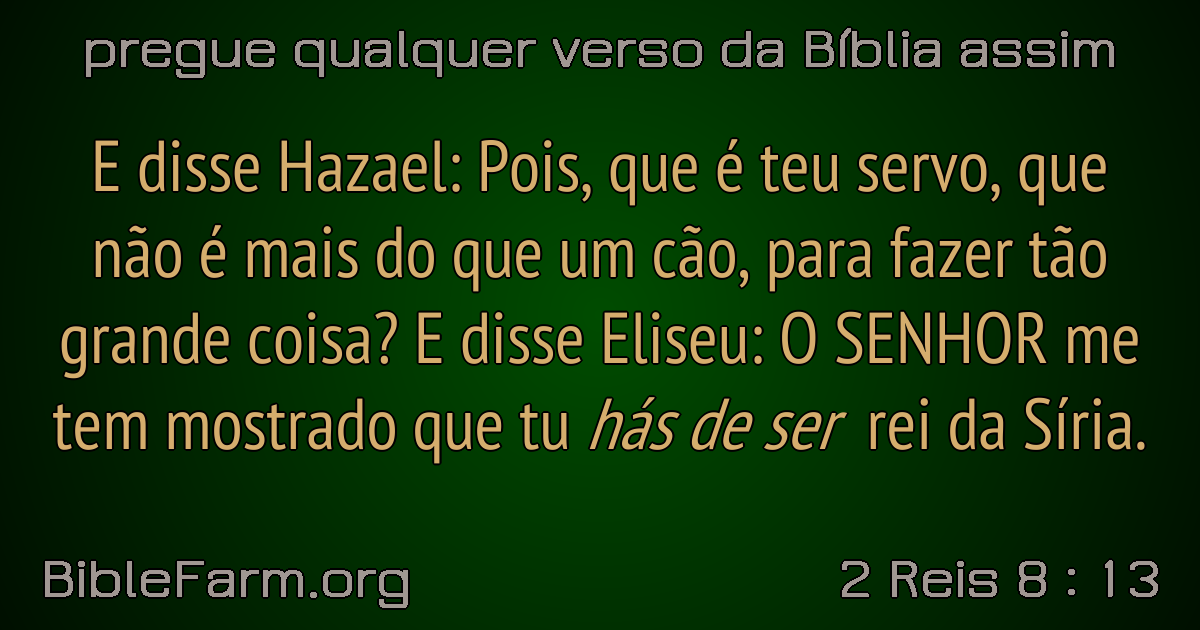 pregue qualquer verso da Bíblia assim
E disse Hazael: Pois, que é teu servo, que
não é mais do que um cão, para fazer tão
grande coisa? E disse Eliseu: O SENHOR me
tem mostrado que tu hás de ser rei da Síria.
BibleFarm.org
2 Reis 8 : 13